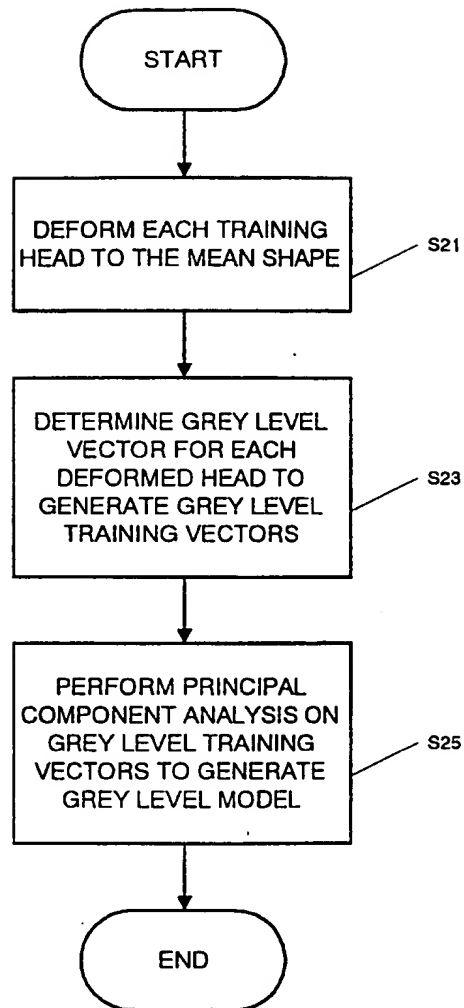 START
DEFORM EACH TRAINING
HEAD TO THE MEAN SHAPE
S21
DETERMINE GREY LEVEL
VECTOR FOR EACH
DEFORMED HEAD TO
GENERATE GREY LEVEL
TRAINING VECTORS
S23
PERFORM PRINCIPAL
COMPONENT ANALYSIS ON
GREY LEVEL TRAINING
VECTORS TO GENERATE
GREY LEVEL MODEL
S25
END